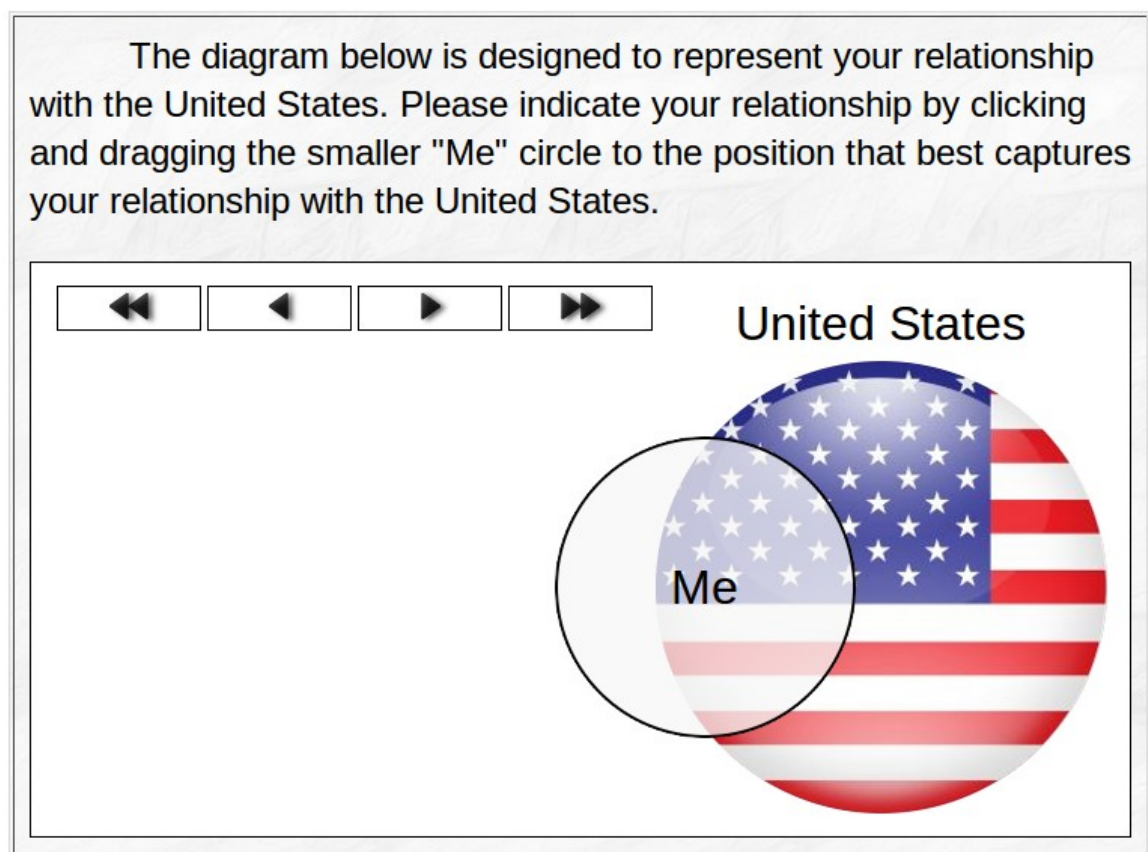 The diagram below is designed to represent your relationship
with the United States. Please indicate your relationship by clicking
and dragging the smaller "Me" circle to the position that best captures
your relationship with the United States.
United States
Me